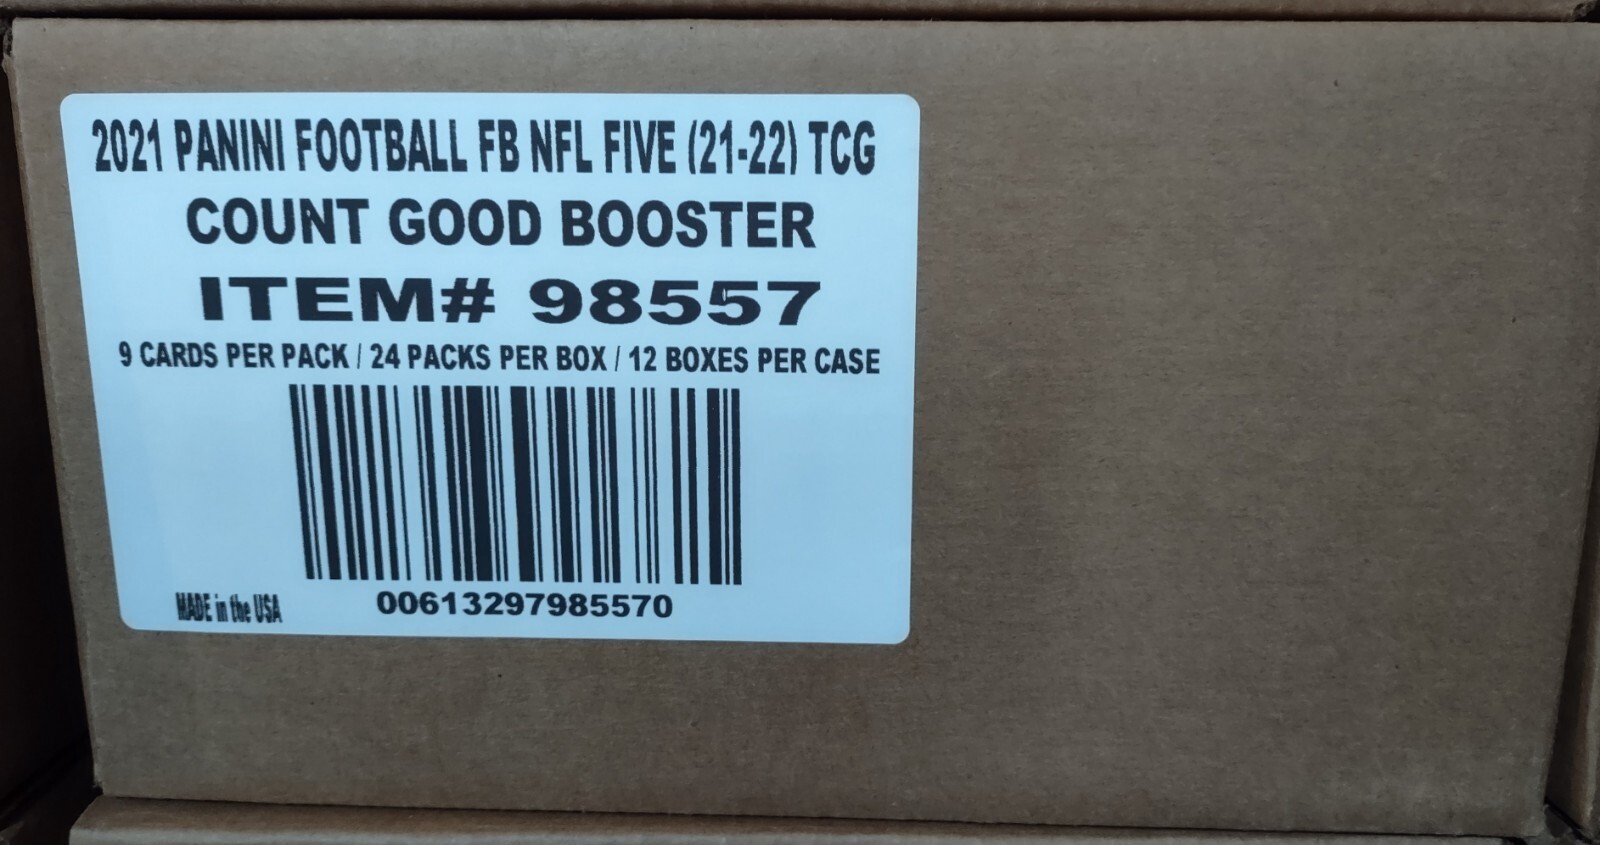 2021 PANINI FOOTBALL FB NFL FIVE (21-22) TCG
COUNT GOOD BOOSTER
ITEM# 98557
9 CARDS PER PACK / 24 PACKS PER BOX / 12 BOXES PER CASE
MADE in the USA
00613297985570